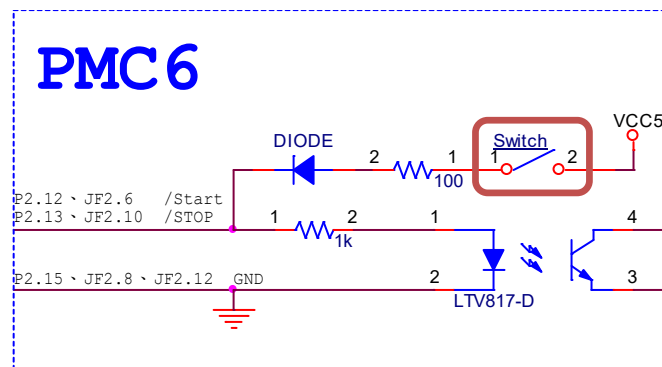 PMC6
VCC5
DIODE
Switch
2
1
1
2
100
P2.12、JF2.6 /Start
P2.13、JF2.10 /STOP
1
2
1
4
1k
P2.15、JF2.8、JF2.12 GND
2
3
LTV817-D